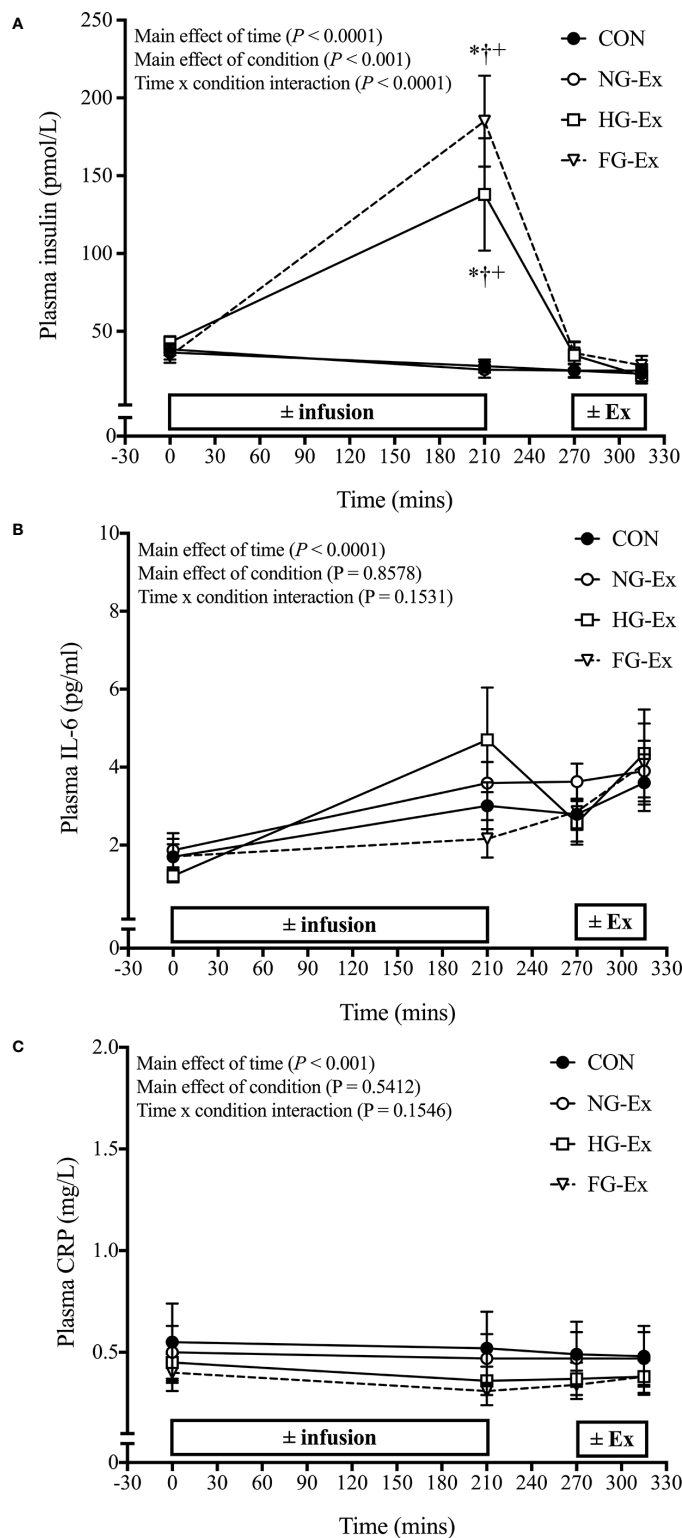 A
Main effect of time (P < 0.0001)
Main effect of condition (P < 0.001)
Time x condition interaction (P < 0.0001)
*†+
*†+
CON
NG-Ex
HG-Ex
FG-Ex
Plasma insulin (pmol/L)
250
200
150
100
50
0
± infusion
± Ex
-30 0 30 60 90 120 150 180 210 240 270 300 330
Time (mins)
B
Main effect of time (P < 0.0001)
Main effect of condition (P = 0.8578)
Time x condition interaction (P = 0.1531)
CON
NG-Ex
HG-Ex
FG-Ex
Plasma IL-6 (pg/ml)
10
8
6
4
2
0
± infusion
± Ex
-30 0 30 60 90 120 150 180 210 240 270 300 330
Time (mins)
C
Main effect of time (P < 0.001)
Main effect of condition (P = 0.5412)
Time x condition interaction (P = 0.1546)
CON
NG-Ex
HG-Ex
FG-Ex
Plasma CRP (mg/L)
2.0
1.5
1.0
0.5
0
± infusion
± Ex
-30 0 30 60 90 120 150 180 210 240 270 300 330
Time (mins)